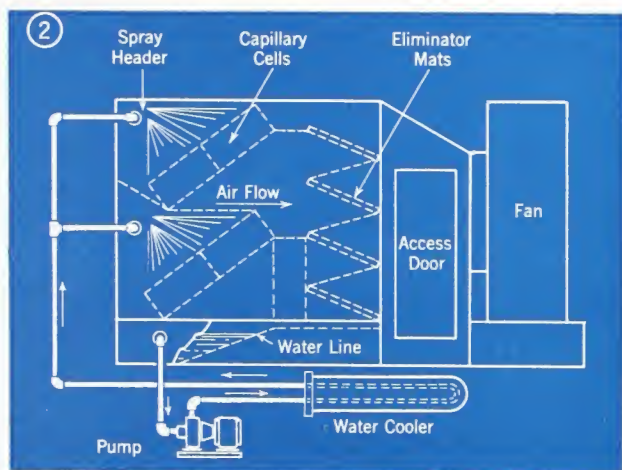 2
Spray
Header
Capillary
Cells
Eliminator
Mats
Air Flow
Access
Door
Fan
Water Line
Water Cooler
Pump